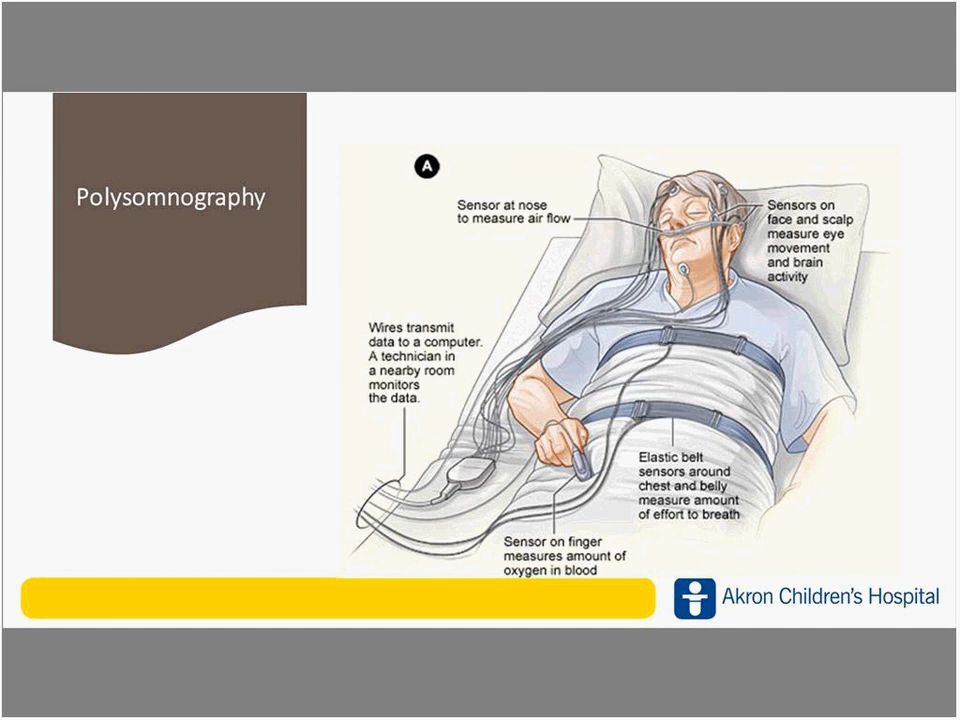 Polysomnography
A
Sensor at nose
to measure air flow
Sensors on
face and scalp
measure eye
movement
and brain
activity
Wires transmit
data to a computer.
A technician in
a nearby room
monitors
the data.
Elastic belt
sensors around
chest and belly
measure amount
of effort to breath
Sensor on finger
measures amount of
oxygen in blood
Akron Children's Hospital